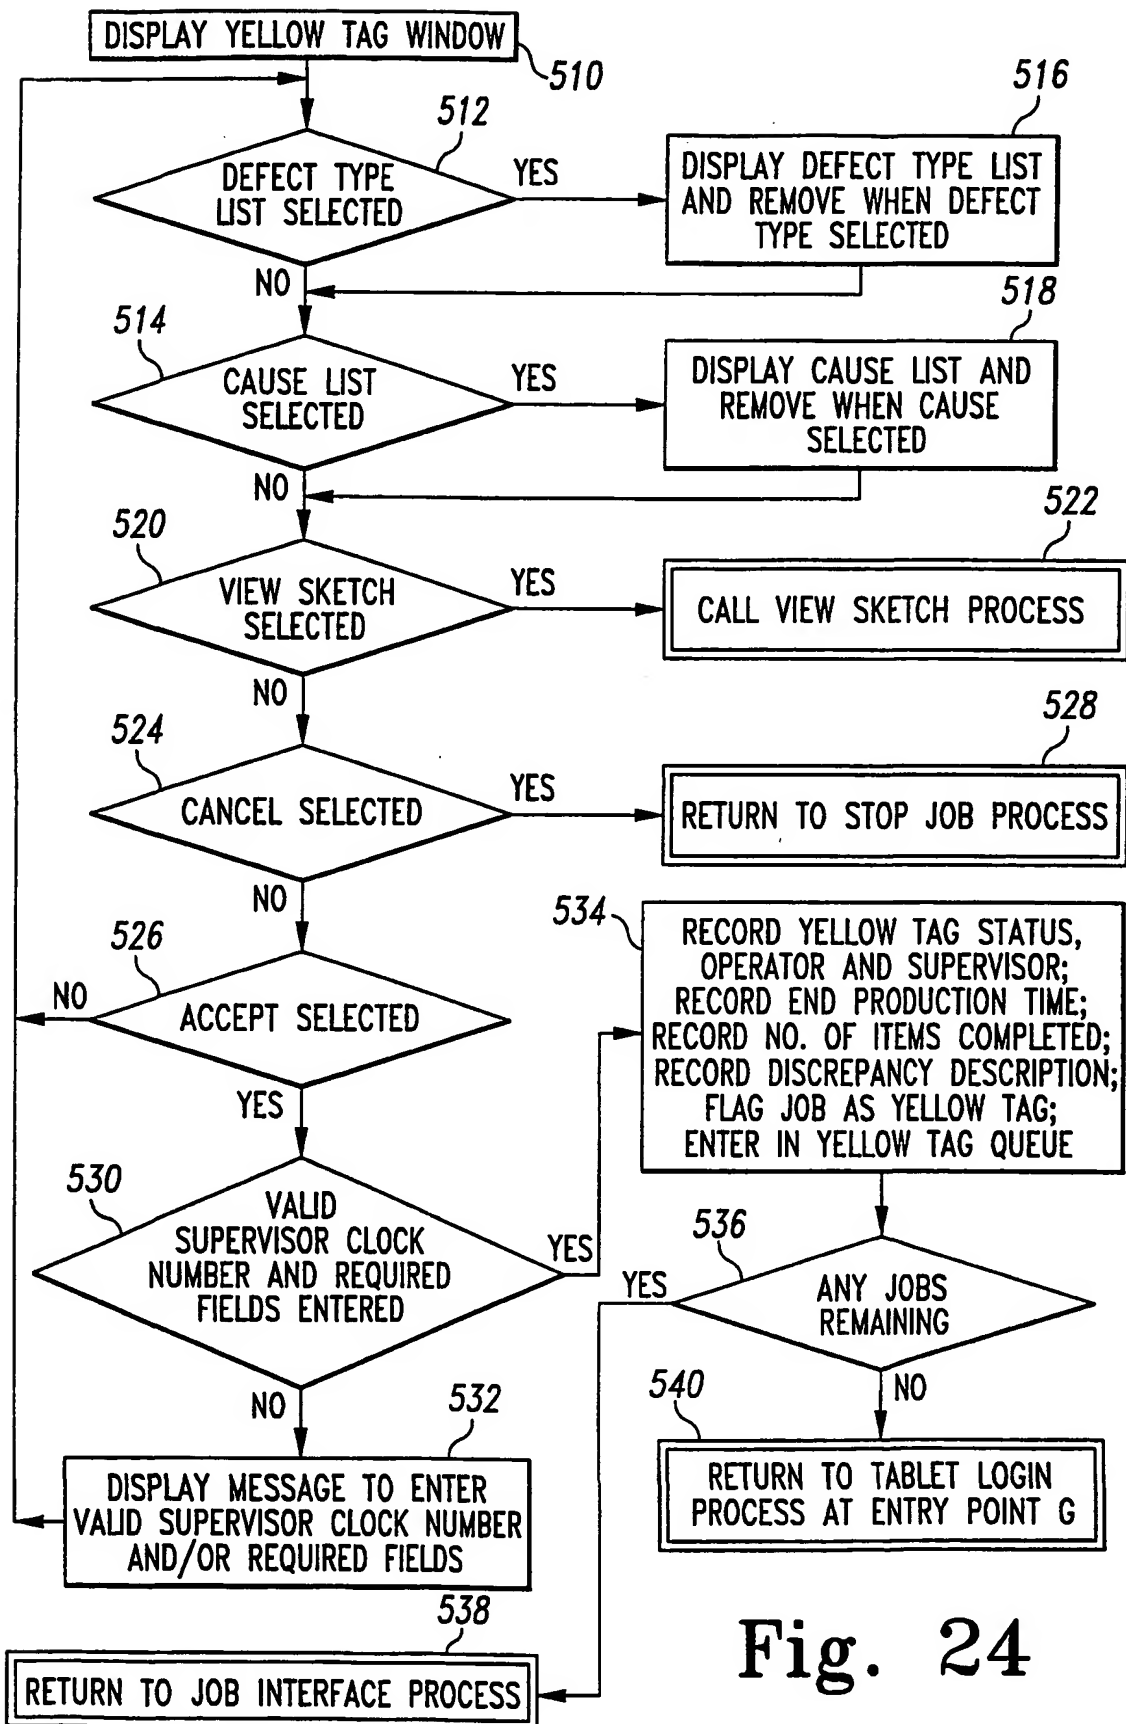 DISPLAY YELLOW TAG WINDOW
510
512
516
DEFECT TYPE
LIST SELECTED
YES
DISPLAY DEFECT TYPE LIST
AND REMOVE WHEN DEFECT
TYPE SELECTED
NO
514
518
CAUSE LIST
SELECTED
YES
DISPLAY CAUSE LIST AND
REMOVE WHEN CAUSE
SELECTED
NO
520
522
VIEW SKETCH
SELECTED
YES
CALL VIEW SKETCH PROCESS
NO
524
528
CANCEL SELECTED
YES
RETURN TO STOP JOB PROCESS
NO
526
534
NO
ACCEPT SELECTED
YES
RECORD YELLOW TAG STATUS,
OPERATOR AND SUPERVISOR;
RECORD END PRODUCTION TIME;
RECORD NO. OF ITEMS COMPLETED;
RECORD DISCREPANCY DESCRIPTION;
FLAG JOB AS YELLOW TAG;
ENTER IN YELLOW TAG QUEUE
530
VALID
SUPERVISOR CLOCK
NUMBER AND REQUIRED
FIELDS ENTERED
YES
536
YES
ANY JOBS
REMAINING
NO
NO
532
540
DISPLAY MESSAGE TO ENTER
VALID SUPERVISOR CLOCK NUMBER
AND/OR REQUIRED FIELDS
RETURN TO TABLET LOGIN
PROCESS AT ENTRY POINT G
538
RETURN TO JOB INTERFACE PROCESS
Fig. 24